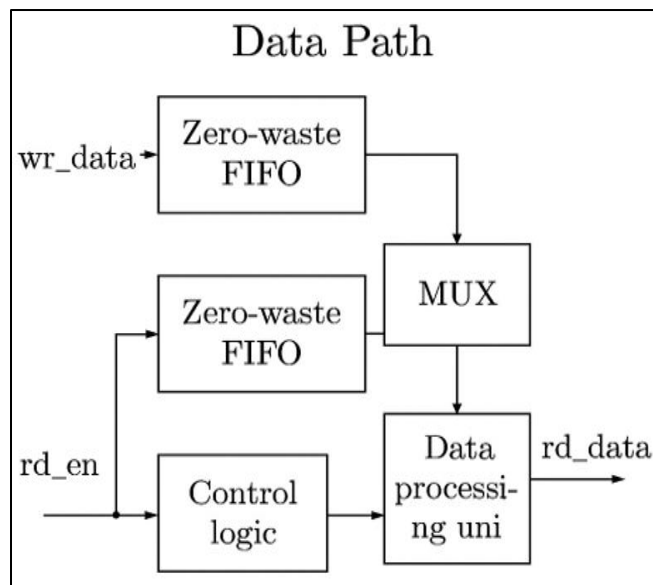 Data Path
Zero-waste
FIFO
wr_data
MUX
Zero-waste
FIFO
rd_en
Control
logic
Data
processi-
ng uni
rd_data